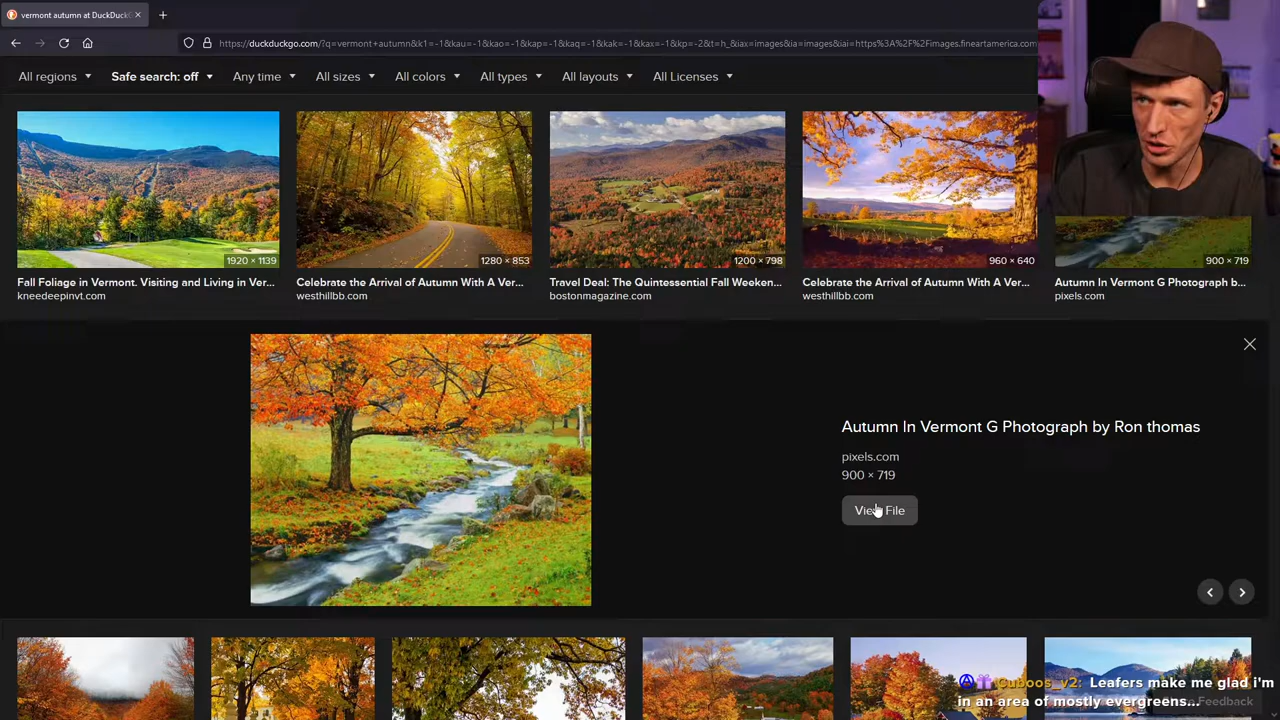 vermont autumn at DuckDuckG
https://duckduckgo.com/?q=vermont+autumn&k1=-1&kau=-1&kao=-1&kap=-1&kaq=-1&kak=-1&kax=-1&kp=-2&t=h_&iax=images&ia=images&iai=https%3A%2F%2Fimages.fineartamerica.com
All regions
Safe search: off
Any time
All sizes
All colors
All types
All layouts
All Licenses
1920 × 1139
1280 × 853
1200 × 798
960 × 640
900 × 719
Fall Foliage in Vermont. Visiting and Living in Ver...
Celebrate the Arrival of Autumn With A Ver...
Travel Deal: The Quintessential Fall Weeken...
Celebrate the Arrival of Autumn With A Ver...
Autumn In Vermont G Photograph b...
kneedeepinvt.com
westhillbb.com
bostonmagazine.com
westhillbb.com
pixels.com
Autumn In Vermont G Photograph by Ron thomas
pixels.com
900 × 719
View File
Cuboos_v2: Leafers make me glad i'm
in an area of mostly evergreens...
Feedback